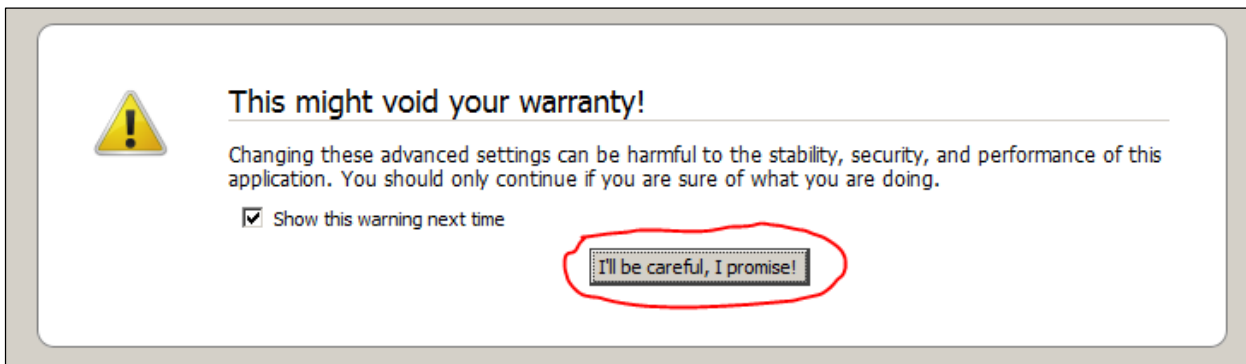 This might void your warranty!
Changing these advanced settings can be harmful to the stability, security, and performance of this
application. You should only continue if you are sure of what you are doing.
Show this warning next time
I'll be careful, I promise!